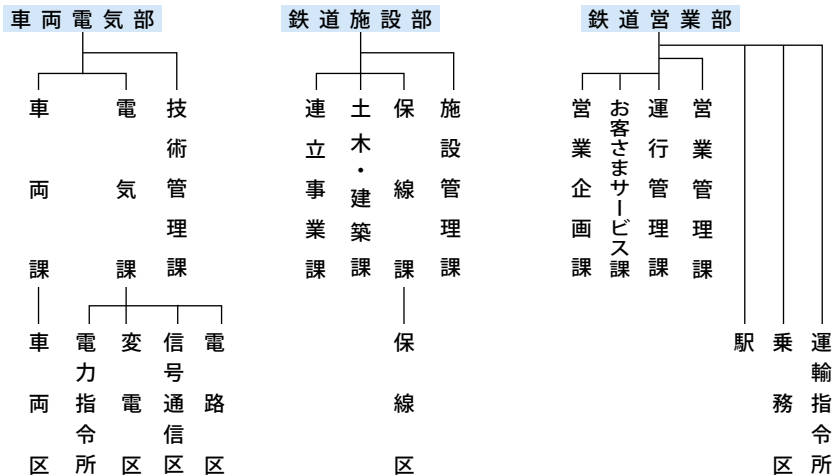 車両電気部
鉄道施設部
鉄道営業部
車両課
電気課
技術管理課
連立事業課
土木・建築課
保線課
施設管理課
営業企画課
お客さまサービス課
運行管理課
営業管理課
車両区
電力指令所
変電区
信号通信区
電路区
保線区
駅
乗務区
運輸指令所